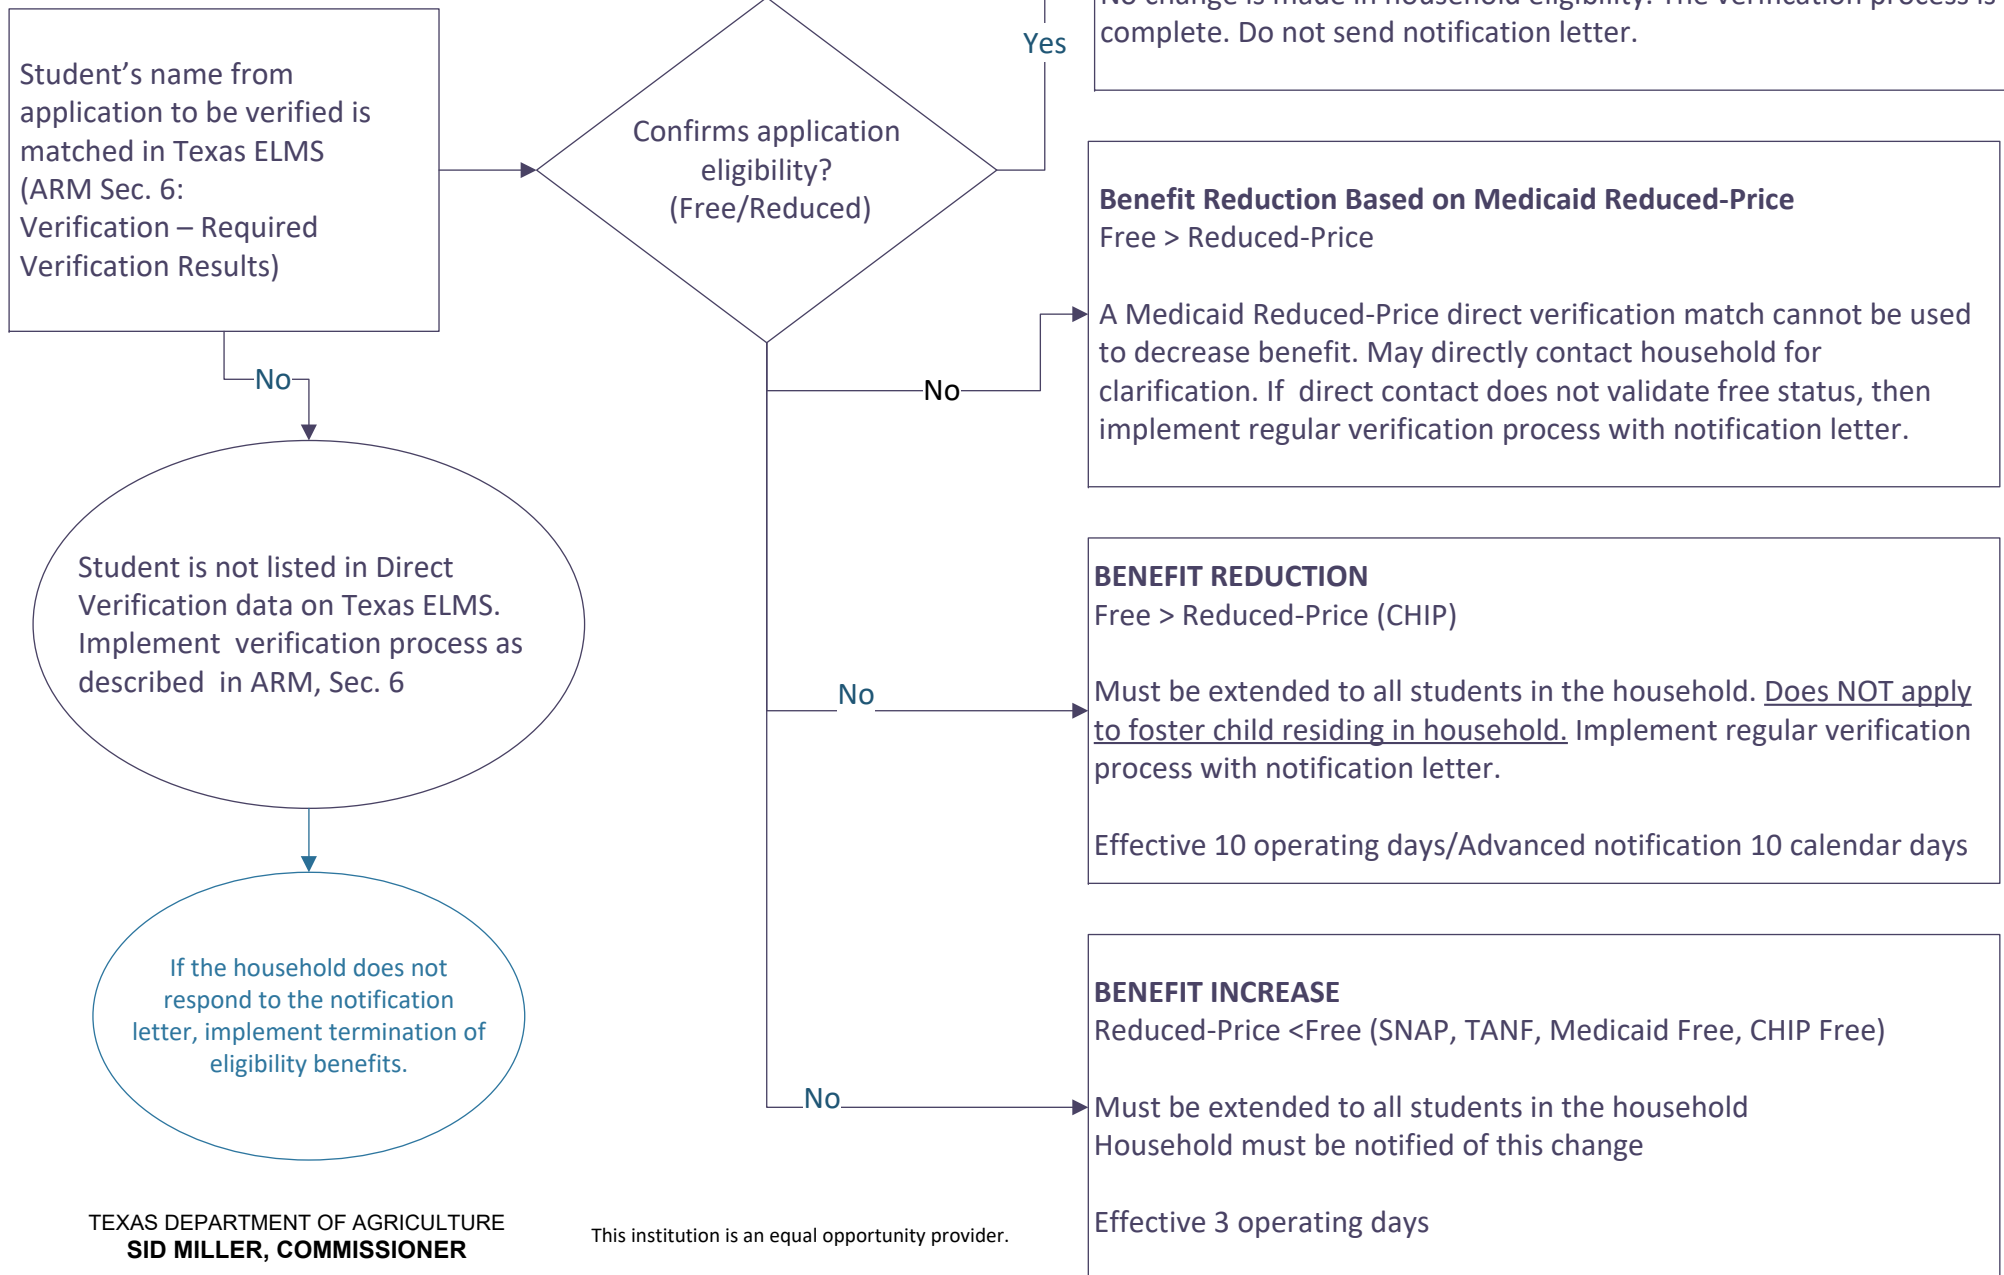 No change is made in household eligibility. The verification process is
complete. Do not send notification letter.
Yes
Student’s name from
application to be verified is
matched in Texas ELMS
(ARM Sec. 6:
Verification – Required
Verification Results)
Confirms application
eligibility?
(Free/Reduced)
Benefit Reduction Based on Medicaid Reduced-Price
Free > Reduced-Price
A Medicaid Reduced-Price direct verification match cannot be used
to decrease benefit. May directly contact household for
clarification. If  direct contact does not validate free status, then
implement regular verification process with notification letter.
No
No
Student is not listed in Direct
Verification data on Texas ELMS.
Implement  verification process as
described  in ARM, Sec. 6
BENEFIT REDUCTION
Free > Reduced-Price (CHIP)
Must be extended to all students in the household. Does NOT apply
to foster child residing in household. Implement regular verification
process with notification letter.
Effective 10 operating days/Advanced notification 10 calendar days
No
If the household does not
respond to the notification
letter, implement termination of
eligibility benefits.
BENEFIT INCREASE
Reduced-Price <Free (SNAP, TANF, Medicaid Free, CHIP Free)
Must be extended to all students in the household
Household must be notified of this change
Effective 3 operating days
No
TEXAS DEPARTMENT OF AGRICULTURE
SID MILLER, COMMISSIONER
This institution is an equal opportunity provider.